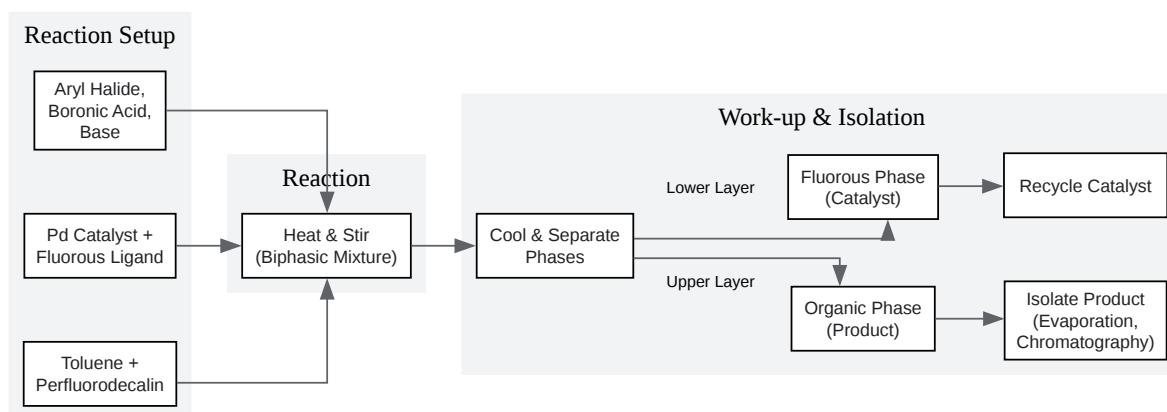 Reaction Setup
Aryl Halide,
Boronic Acid,
Base
Pd Catalyst +
Fluorous Ligand
Toluene +
Perfluorodecalin
Reaction
Heat & Stir
(Biphasic Mixture)
Work-up & Isolation
Cool & Separate
Phases
Lower Layer
Upper Layer
Fluorous Phase
(Catalyst)
Recycle Catalyst
Organic Phase
(Product)
Isolate Product
(Evaporation,
Chromatography)